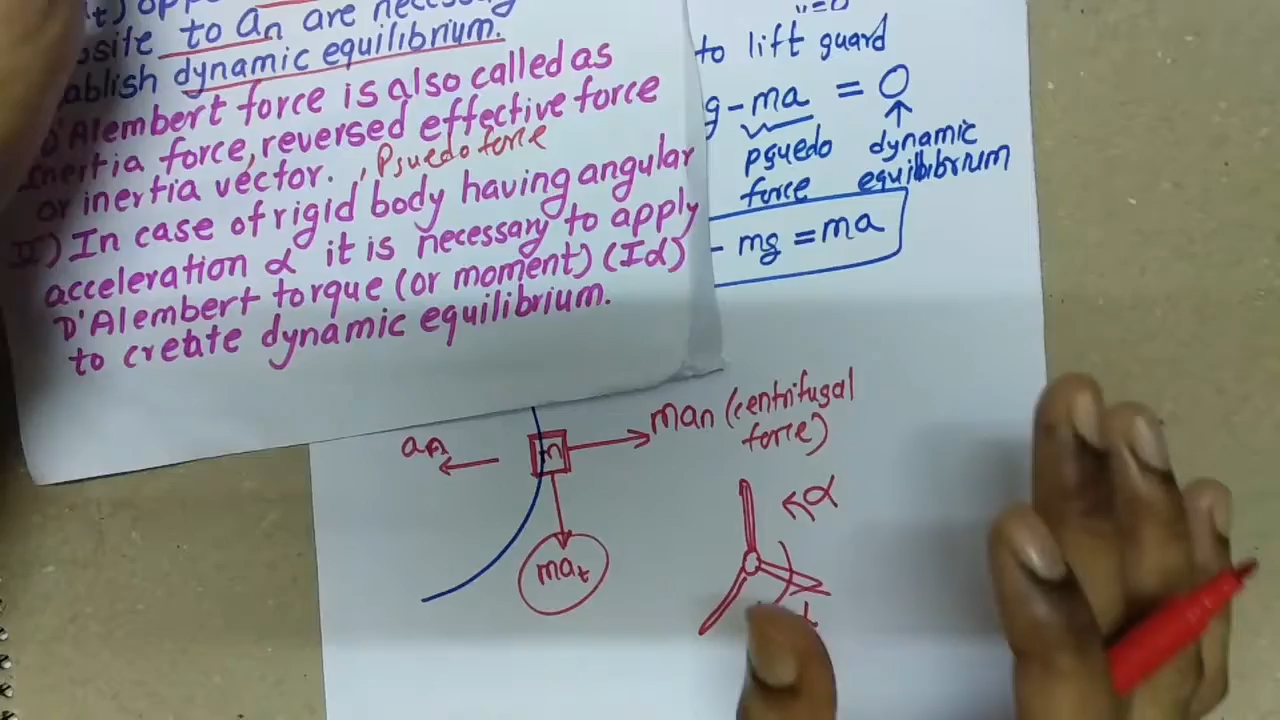 to an are
dynamic equilibrium.
D'Alembert force is also called as
Inertia force, reversed effective force
or inertia vector. , Psuedo force
II) In case of rigid body having angular
acceleration α it is necessary to apply
D'Alembert torque (or moment) (Iα)
to create dynamic equilibrium.
to lift guard
g - ma = 0
psuedo force
dynamic equilibrium
- mg = ma
man (centrifugal
force)
m
mat
α